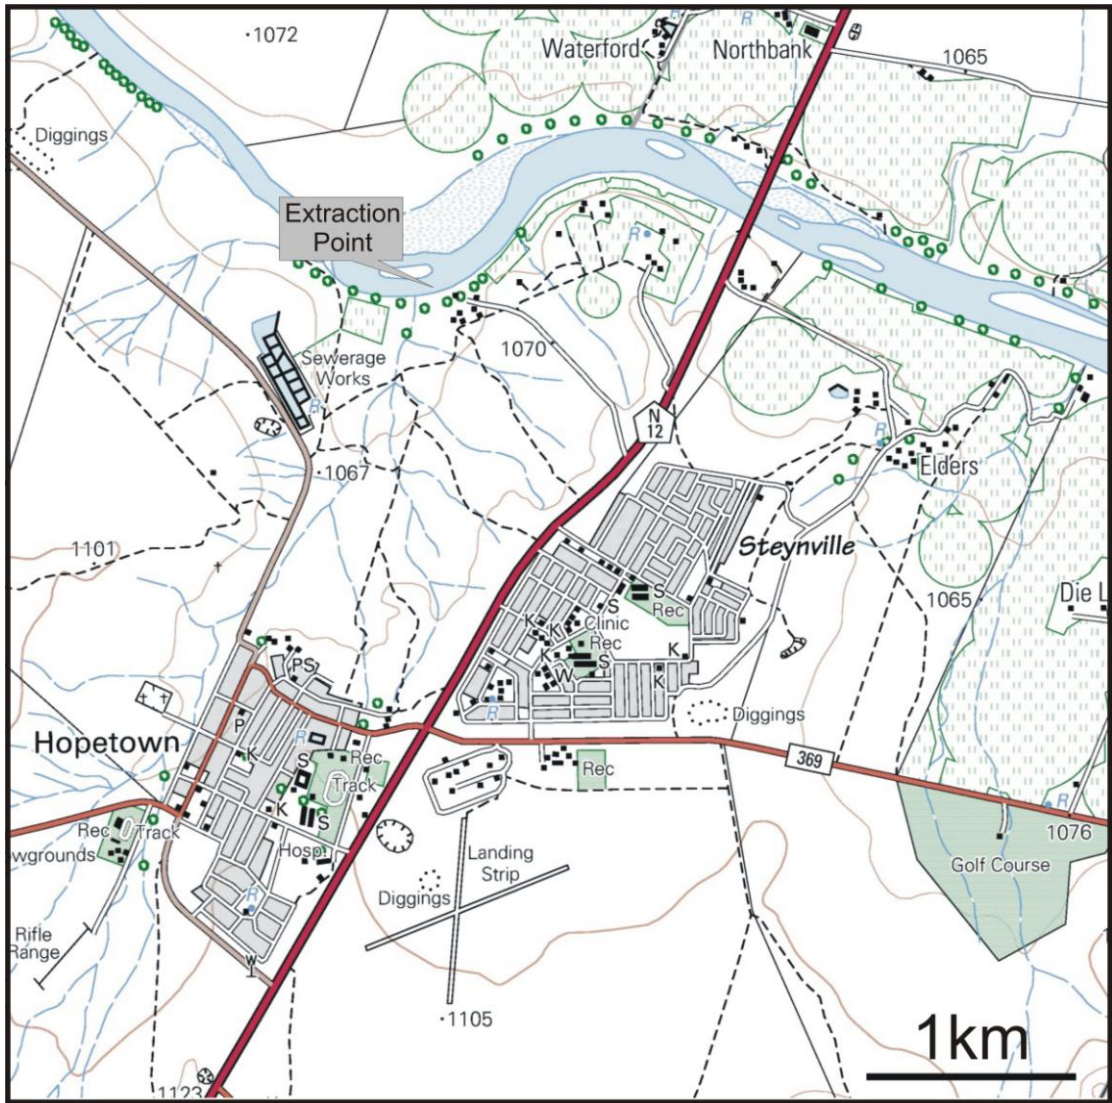 1072
Waterford
Northbank
1065
R
R
Diggings
Extraction
Point
R
1070
Sewerage
Works
R
N
12
R
Elders
1067
1101
Steynville
S
Rec
S
Clinic
K
K
Rec
K
S
K
W
K
1065
Die L
PS
R
Diggings
P
Hopetown
K
R
S
Rec
Track
369
Rec
R
1076
K
S
Rec
Track
wgrounds
Hosp.
Landing
Strip
Golf Course
Diggings
R
Rifle
Range
W
1105
1km
1123